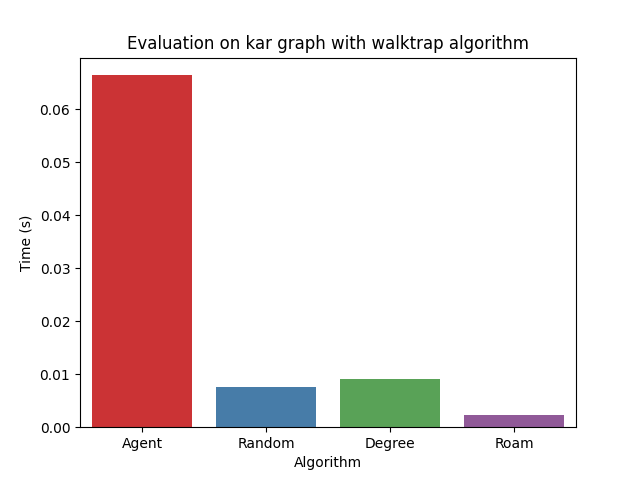 Evaluation on kar graph with walktrap algorithm
Time (s)
0.06
0.05
0.04
0.03
0.02
0.01
0.00
Agent Random Degree Roam
Algorithm